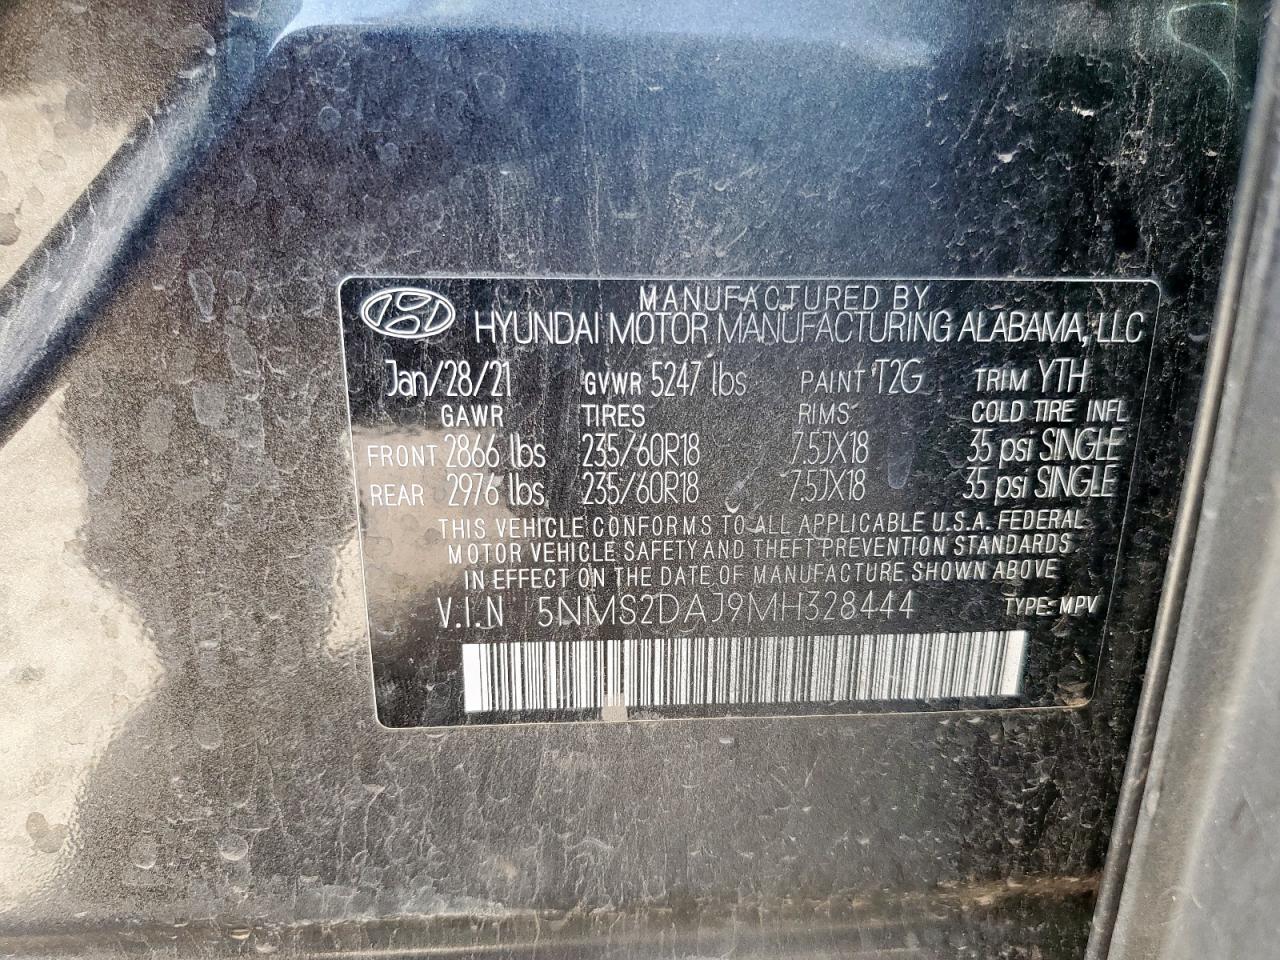 MANUFACTURED BY
HYUNDAI MOTOR MANUFACTURING ALABAMA, LLC
Jan/28/21 GVWR 5247 lbs PAINT T2G TRIM YTH
GAWR TIRES RIMS COLD TIRE INFL
FRONT 2866 lbs 235/60R18 7.5JX18 35 psi SINGLE
REAR 2976 lbs 235/60R18 7.5JX18 35 psi SINGLE
THIS VEHICLE CONFORMS TO ALL APPLICABLE U.S.A. FEDERAL
MOTOR VEHICLE SAFETY AND THEFT PREVENTION STANDARDS
IN EFFECT ON THE DATE OF MANUFACTURE SHOWN ABOVE
V.I.N 5NMS2DAJ9MH328444 TYPE: MPV